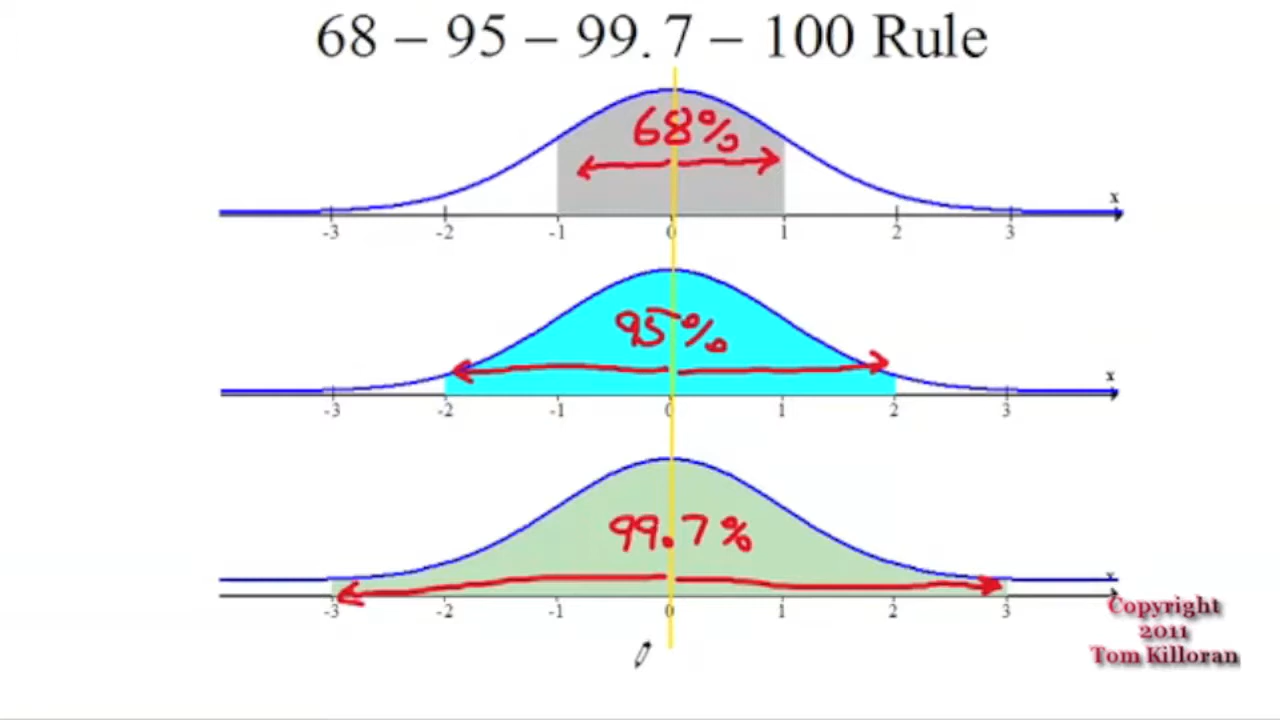 68 – 95 – 99.7 – 100 Rule
68%
x
-3 -2 -1 0 1 2 3
95%
x
-3 -2 -1 0 1 2 3
99.7%
x
-3 -2 -1 0 1 2 3
Copyright
2011
Tom Killoran